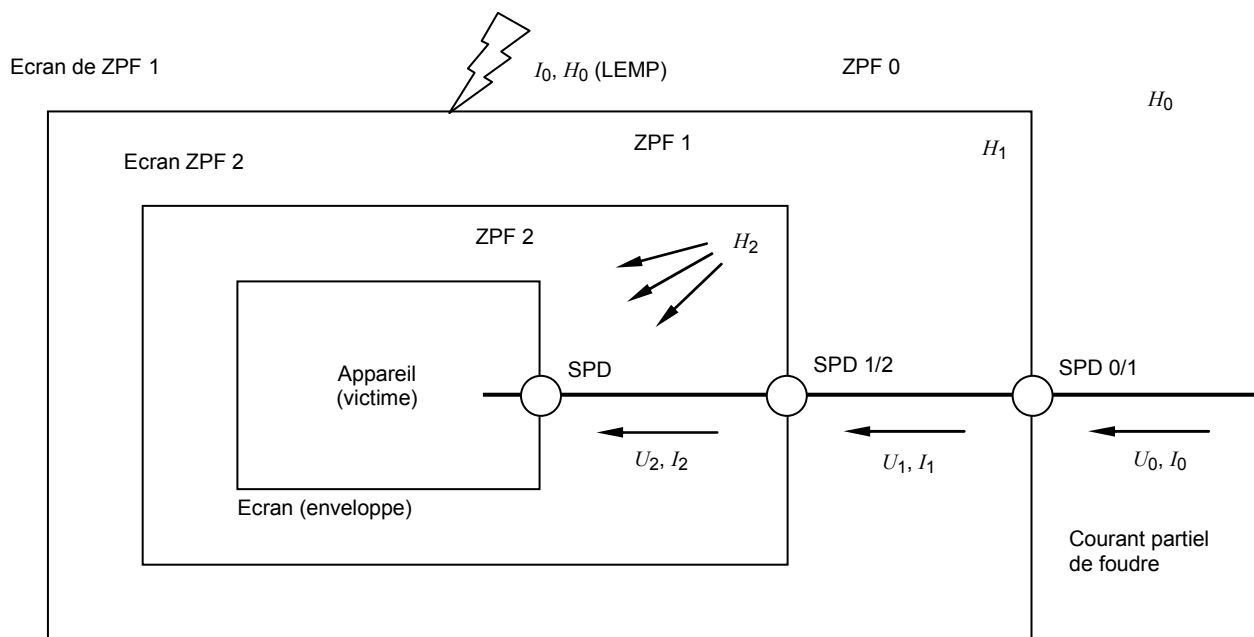 Ecran de ZPF 1
I0, H0 (LEMP)
ZPF 0
H0
ZPF 1
H1
Ecran ZPF 2
ZPF 2
H2
Appareil
(victime)
SPD
SPD 1/2
SPD 0/1
U2, I2
U1, I1
U0, I0
Ecran (enveloppe)
Courant partiel
de foudre